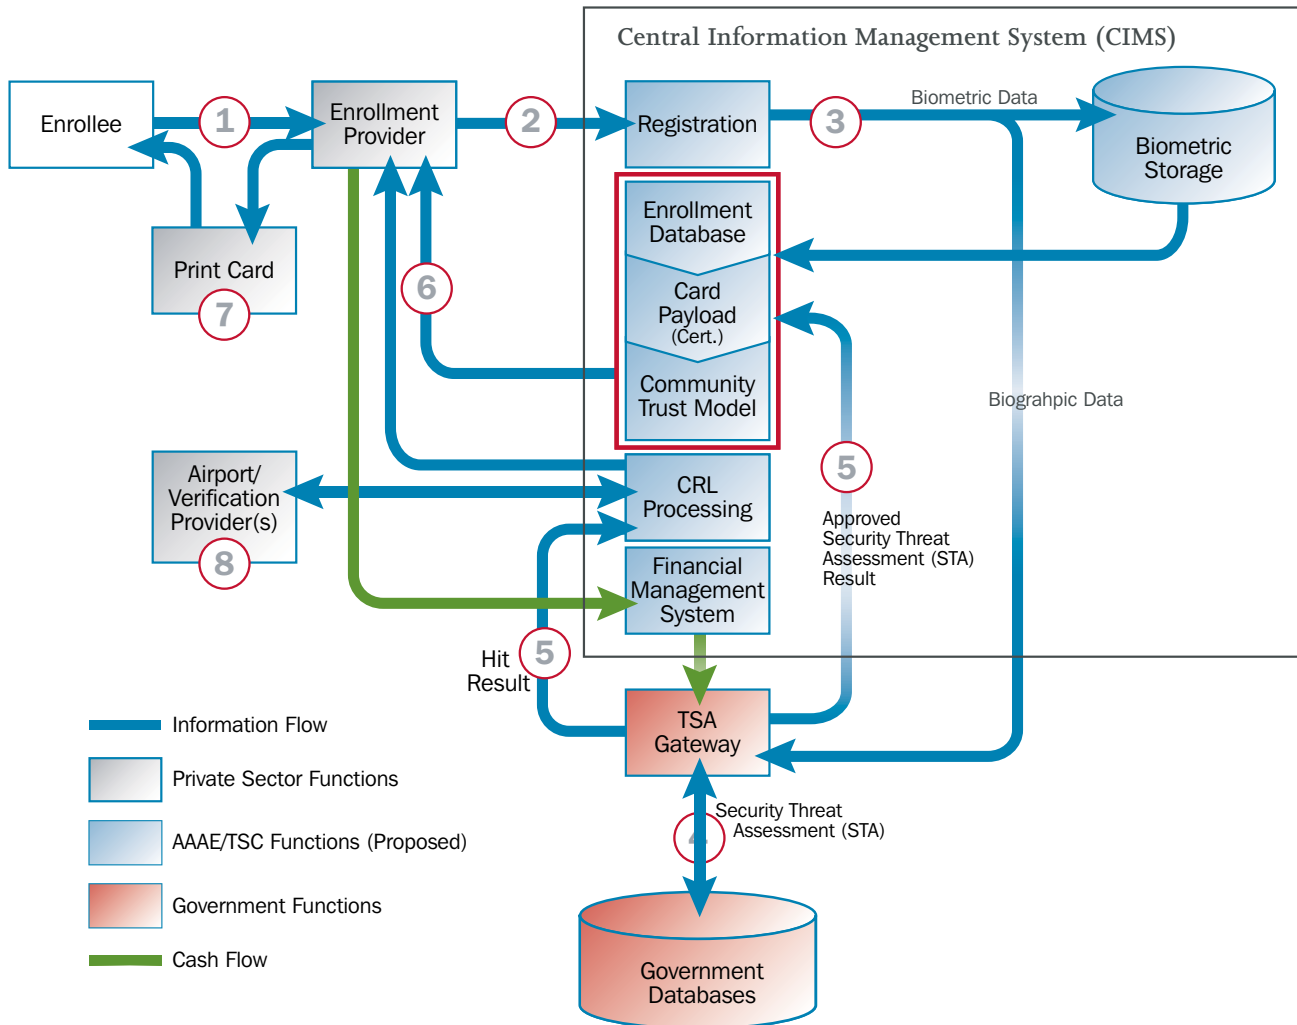 Central Information Management System (CIMS)
Enrollee
1
Enrollment
Provider
2
Registration
3
Biometric Data
Biometric
Storage
Enrollment
Database
Print Card
7
6
Card
Payload
(Cert.)
Community
Trust Model
Biograhpic Data
Airport/
Verification
Provider(s)
8
CRL
Processing
5
Approved
Security Threat
Assessment (STA)
Result
Financial
Management
System
5
Hit
Result
TSA
Gateway
Information Flow
Private Sector Functions
Security Threat
Assessment (STA)
4
AAAE/TSC Functions (Proposed)
Government Functions
Cash Flow
Government
Databases